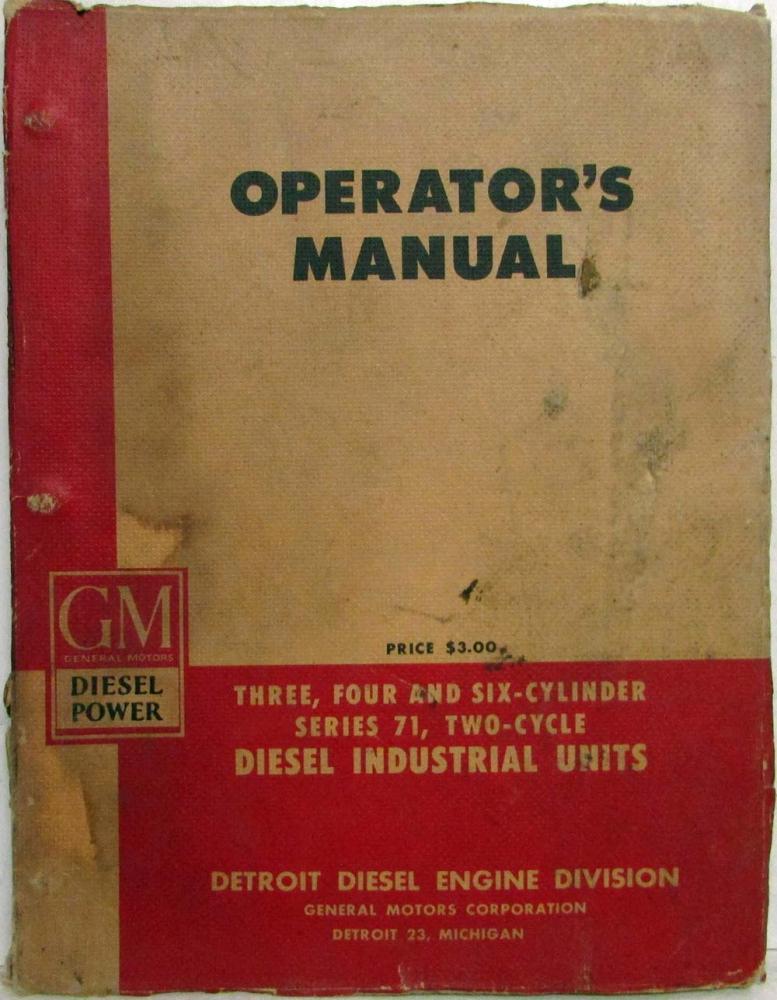 OPERATOR'S
MANUAL
PRICE $3.00
GM
GENERAL MOTORS
DIESEL
POWER
THREE, FOUR AND SIX-CYLINDER
SERIES 71, TWO-CYCLE
DIESEL INDUSTRIAL UNITS
DETROIT DIESEL ENGINE DIVISION
GENERAL MOTORS CORPORATION
DETROIT 23, MICHIGAN